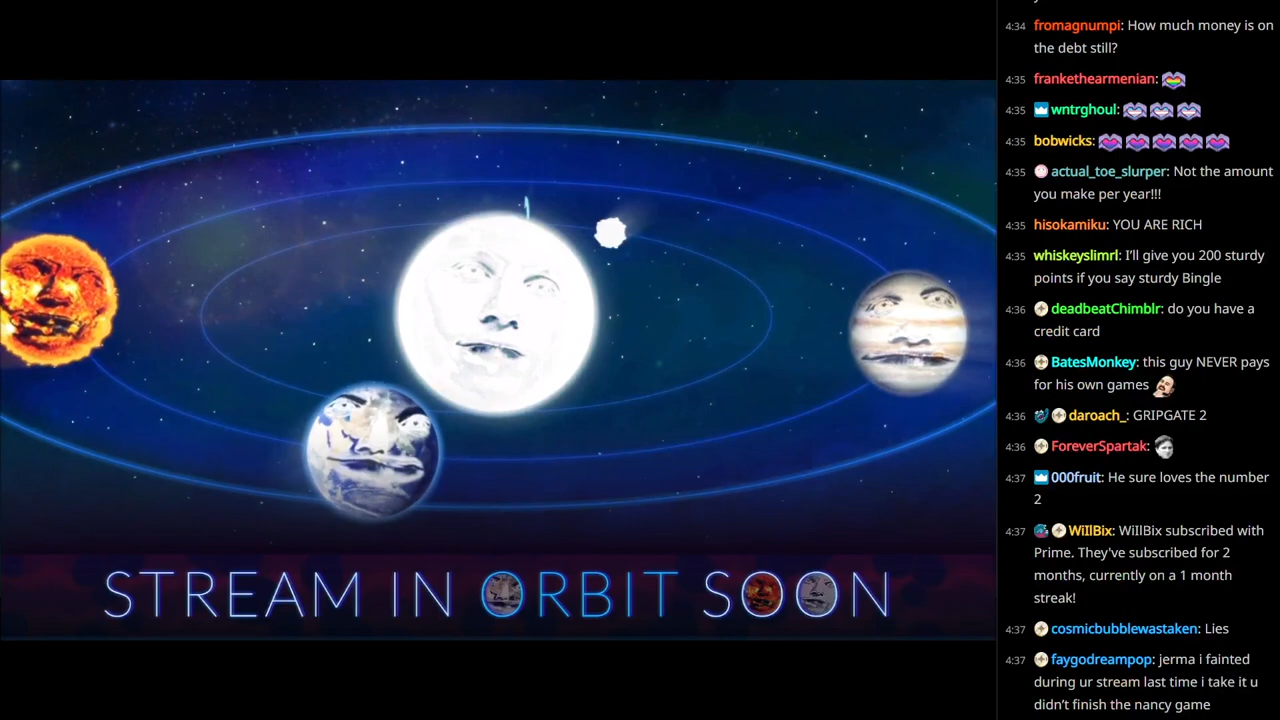 4:34 fromagnumpi: How much money is on
the debt still?
4:35 frankethearmenian:
4:35 wntrghoul:
4:35 bobwicks:
4:35 actual_toe_slurper: Not the amount
you make per year!!!
4:35 hisokamiku: YOU ARE RICH
4:35 whiskeyslimrl: I'll give you 200 sturdy
points if you say sturdy Bingle
4:36 deadbeatChimblr: do you have a
credit card
4:36 BatesMonkey: this guy NEVER pays
for his own games
4:36 daroach_: GRIPGATE 2
4:36 ForeverSpartak:
4:37 000fruit: He sure loves the number
2
4:37 WiIlBix: WiIlBix subscribed with
Prime. They've subscribed for 2
months, currently on a 1 month
streak!
4:37 cosmicbubblewastaken: Lies
4:37 faygodreampop: jerma i fainted
during ur stream last time i take it u
didn't finish the nancy game
STREAM IN ORBIT SOON